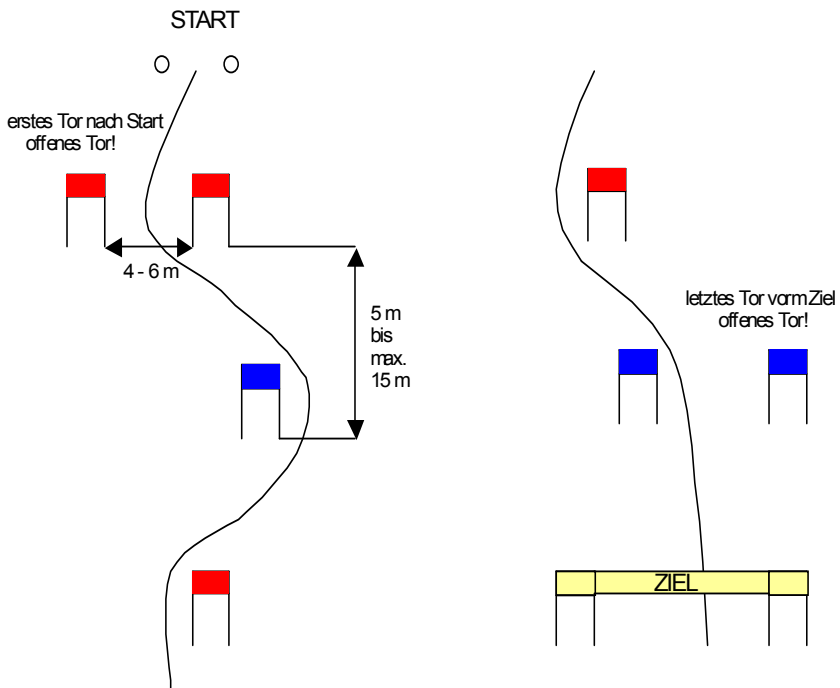 START
erstes Tor nach Start
offenes Tor!
4 - 6 m
5 m
bis
max.
15 m
letztes Tor vorm Ziel
offenes Tor!
ZIEL